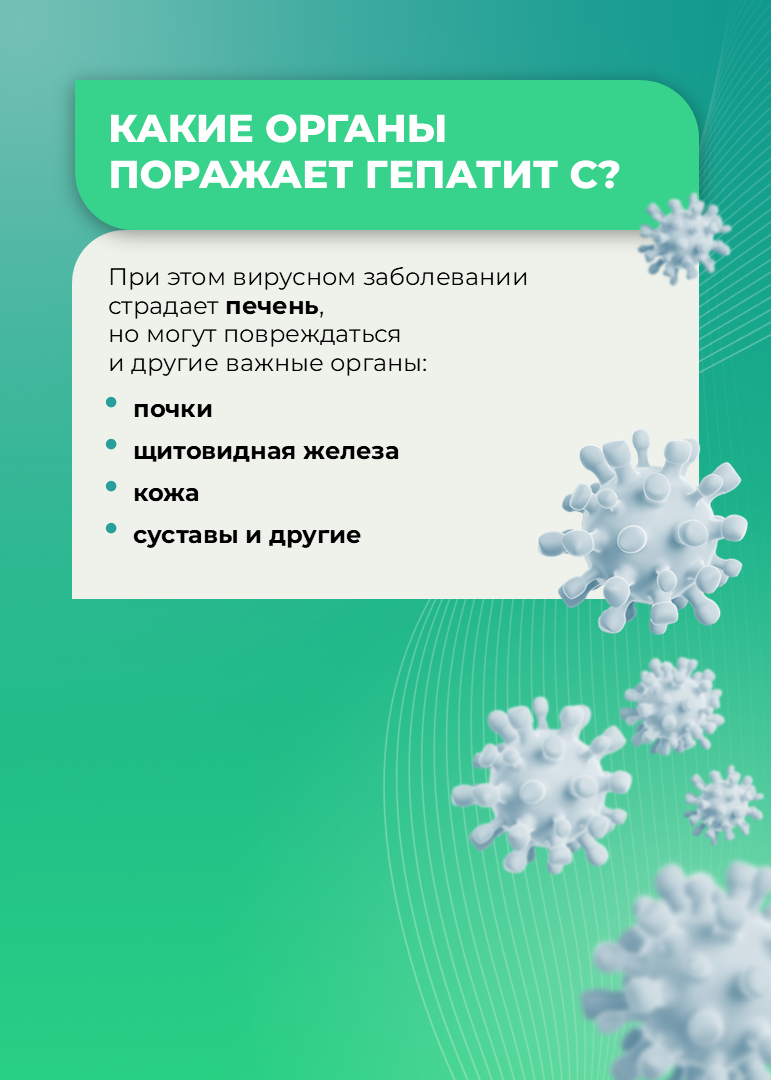 КАКИЕ ОРГАНЫ
ПОРАЖАЕТ ГЕПАТИТ С?
При этом вирусном заболевании
страдает печень,
но могут повреждаться
и другие важные органы:
• почки
• щитовидная железа
• кожа
• суставы и другие